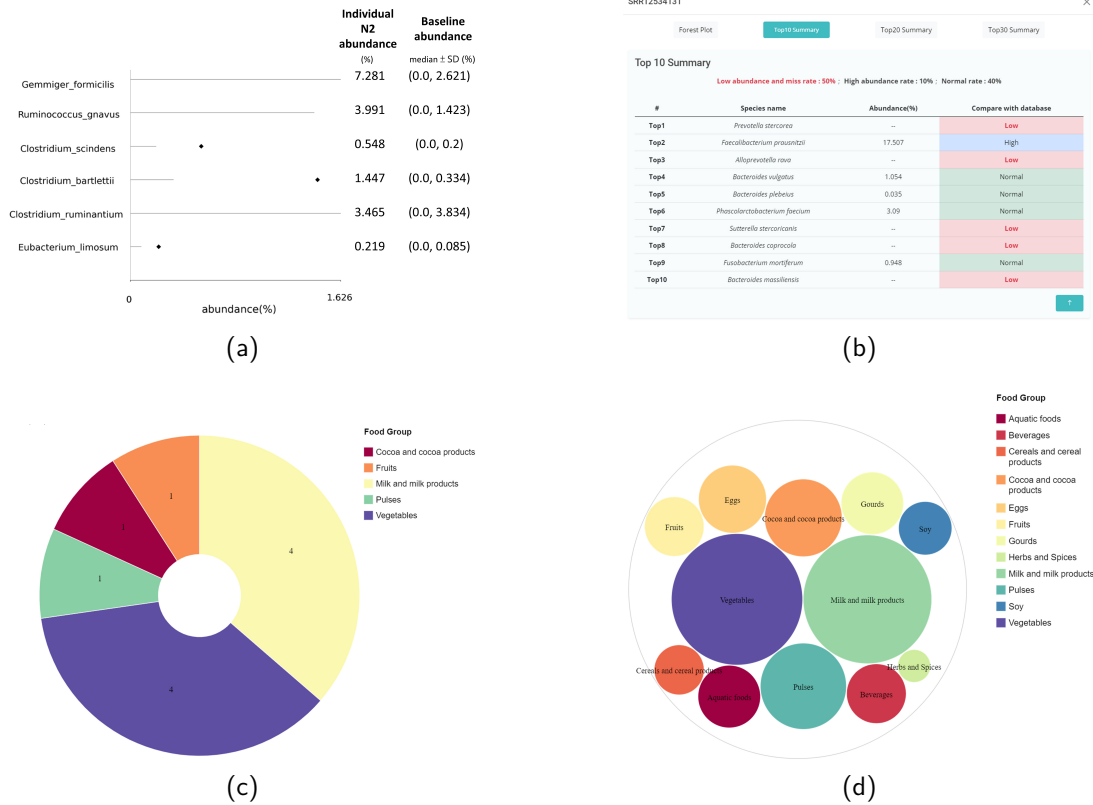 Individual
N2
abundance
(%)
Baseline
abundance
median ± SD (%)
Gemmiger_formicilis 7.281 (0.0, 2.621)
Ruminococcus_gnavus 3.991 (0.0, 1.423)
Clostridium_scindens 0.548 (0.0, 0.2)
Clostridium_bartlettii 1.447 (0.0, 0.334)
Clostridium_ruminantium 3.465 (0.0, 3.834)
Eubacterium_limosum 0.219 (0.0, 0.085)
0 1.626
abundance(%)
(a)
×
Forest Plot Top10 Summary Top20 Summary Top30 Summary
Top 10 Summary
Low abundance and miss rate : 50% ; High abundance rate : 10% ; Normal rate : 40%
# Species name Abundance(%) Compare with database
Top1 Prevotella stercorea -- Low
Top2 Faecalibacterium prausnitzii 17.507 High
Top3 Alloprevotella rava -- Low
Top4 Bacteroides vulgatus 1.054 Normal
Top5 Bacteroides plebeius 0.035 Normal
Top6 Phascolarctobacterium faecium 3.09 Normal
Top7 Sutterella stercoricanis -- Low
Top8 Bacteroides coprocola -- Low
Top9 Fusobacterium mortiferum 0.948 Normal
Top10 Bacteroides massiliensis -- Low
↑
(b)
Food Group
Cocoa and cocoa products
Fruits
Milk and milk products
Pulses
Vegetables
1
4
1
1
4
(c)
Food Group
Aquatic foods
Beverages
Cereals and cereal
products
Cocoa and cocoa
products
Eggs
Fruits
Gourds
Herbs and Spices
Milk and milk products
Pulses
Soy
Vegetables
Eggs
Gourds
Fruits
Cocoa and cocoa products
Soy
Vegetables
Milk and milk products
Cereals and cereal products
Herbs and Spices
Aquatic foods
Pulses
Beverages
(d)